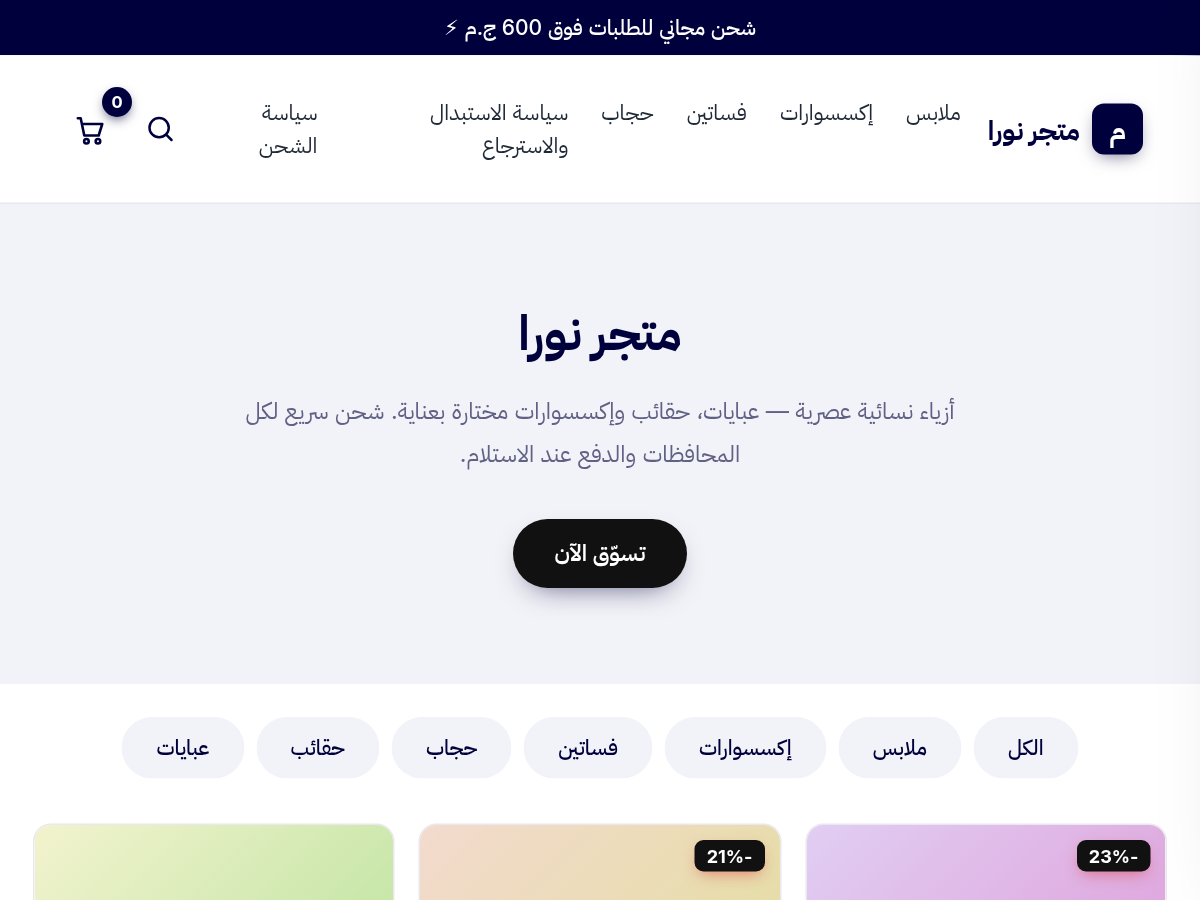 شحن مجاني للطلبات فوق 600 ج.م ⚡
م
متجر نورا
ملابس
إكسسوارات
فساتين
حجاب
سياسة الاستبدال
والاسترجاع
سياسة
الشحن
0
متجر نورا
أزياء نسائية عصرية — عبايات، حقائب وإكسسوارات مختارة بعناية. شحن سريع لكل
المحافظات والدفع عند الاستلام.
تسوّق الآن
الكل
ملابس
إكسسوارات
فساتين
حجاب
حقائب
عبايات
-23%
-21%